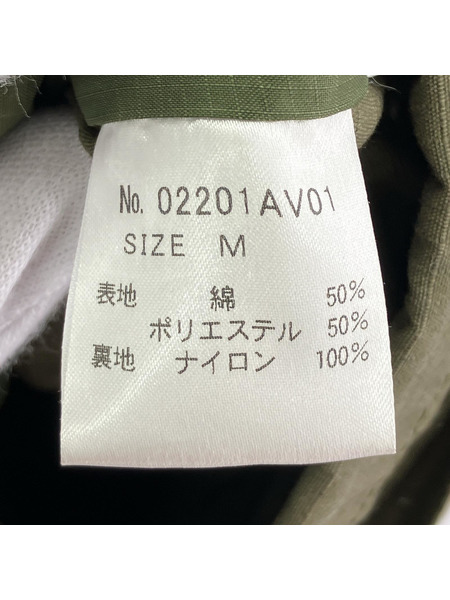 No. 02201AV01
SIZE M
表地 綿 50%
ポリエステル 50%
裏地 ナイロン 100%